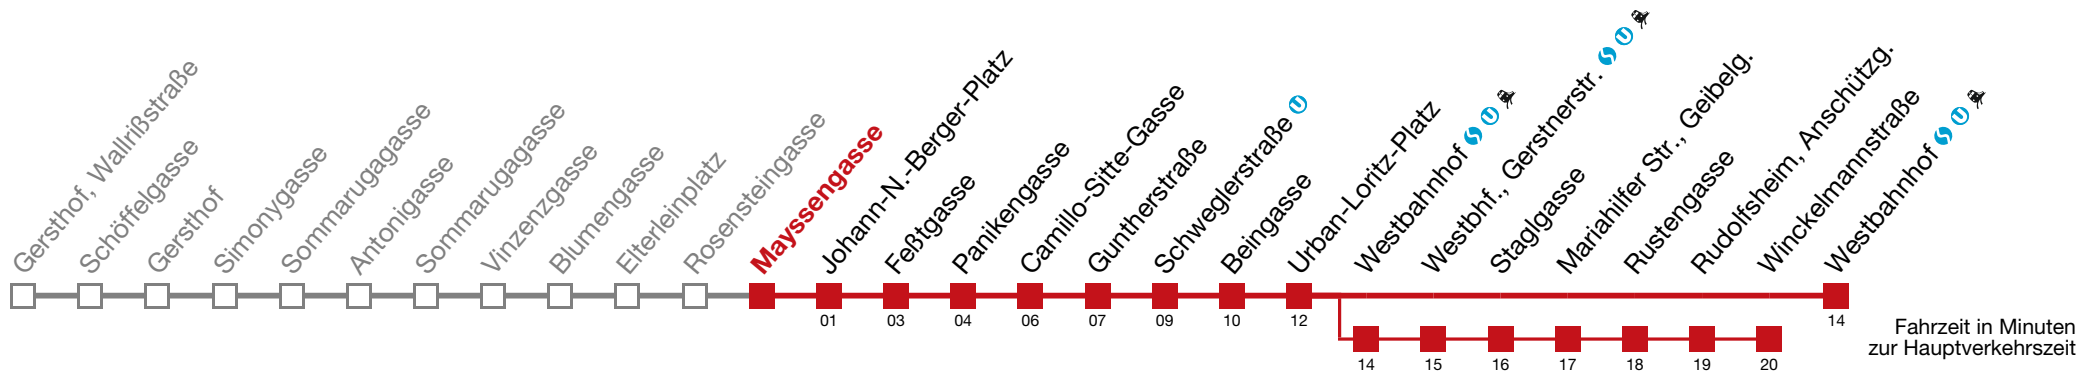 Gersthof, Wallrißstraße
Schöffelgasse
Gersthof
Simonygasse
Sommarugagasse
Antonigasse
Sommarugagasse
Vinzenzgasse
Blumengasse
Elterleinplatz
Rosensteingasse
Mayssengasse
Johann-N.-Berger-Platz
Feßtgasse
Panikengasse
Camillo-Sitte-Gasse
Guntherstraße
Schweglerstraße U
Beingasse
Urban-Loritz-Platz
Westbahnhof S U
Westbhf., Gerstnerstr. S U
Staglgasse
Mariahilfer Str., Geibelg.
Rustengasse
Rudolfsheim, Anschützg.
Winckelmannstraße
Westbahnhof S U
01 03 04 06 07 09 10 12 14
14 15 16 17 18 19 20
Fahrzeit in Minuten
zur Hauptverkehrszeit